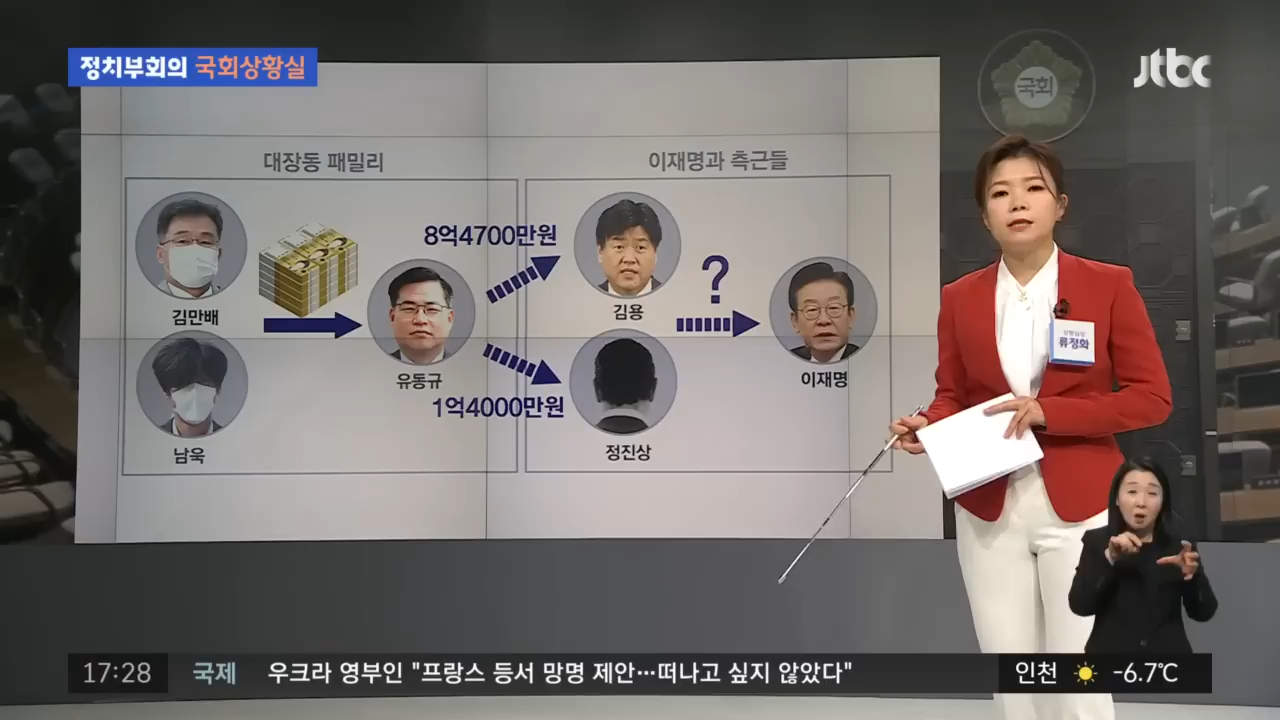 정치부회의 국회상황실
jtbc
국회
대장동 패밀리
이재명과 측근들
8억4700만원
김만배
김용
?
유동규
이재명
1억4000만원
남욱
정진상
류정화
17:28 국제 우크라 영부인 "프랑스 등서 망명 제안…떠나고 싶지 않았다" 인천 -6.7℃